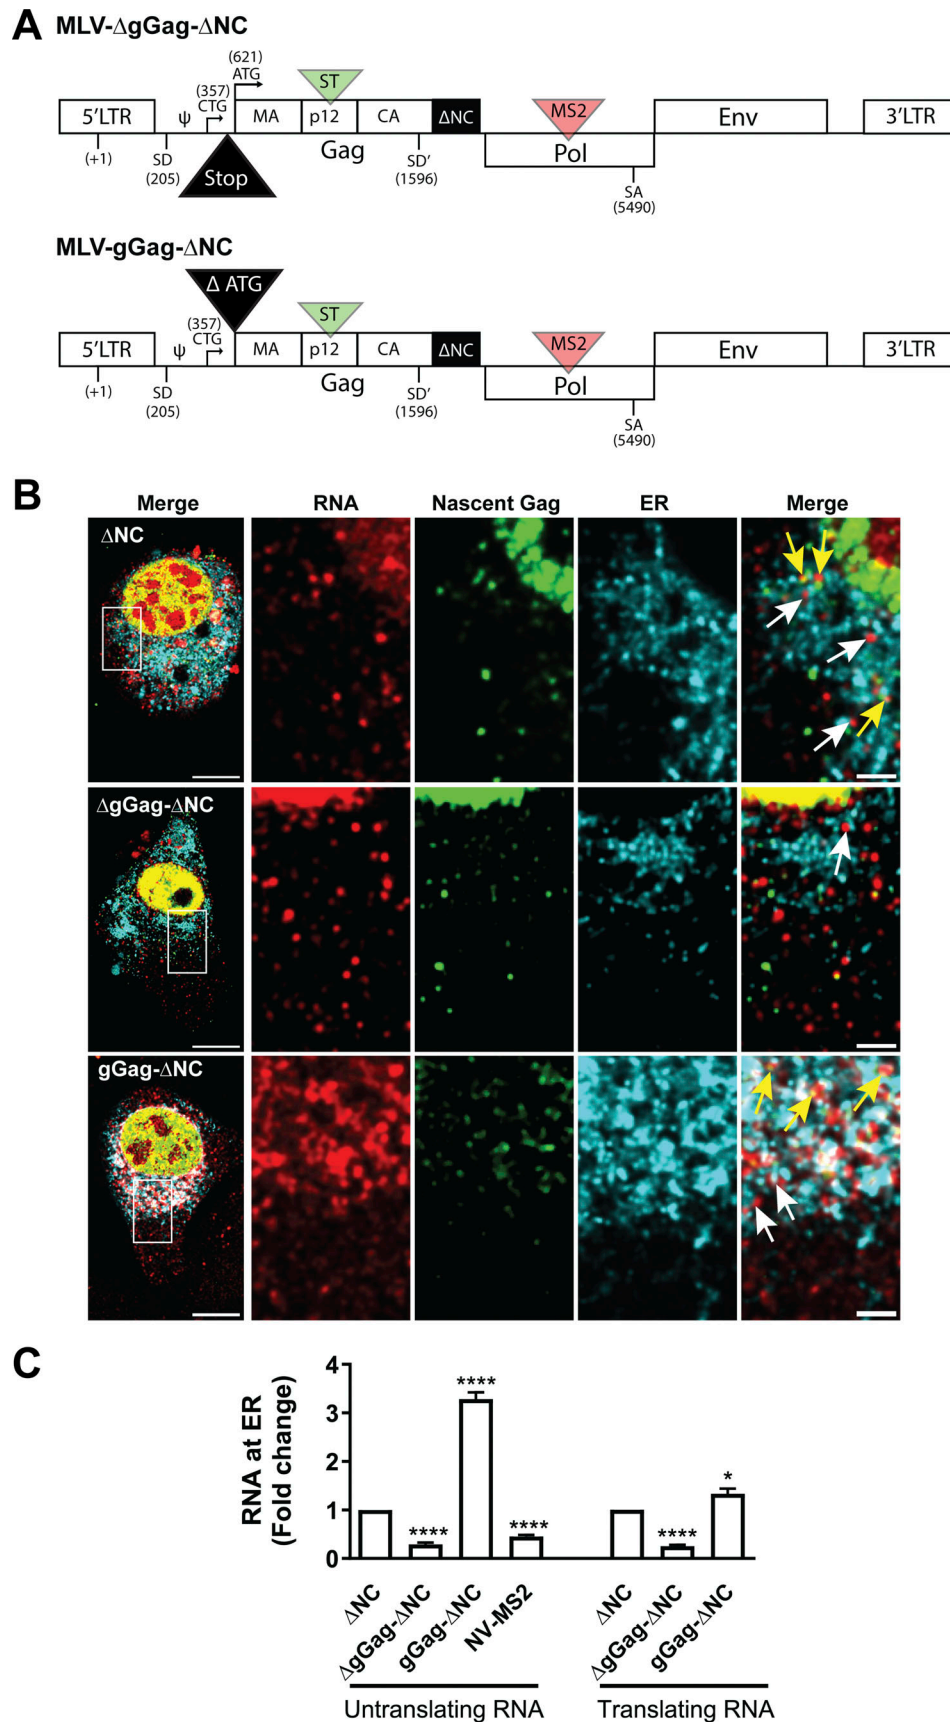 A
MLV-ΔgGag-ΔNC
(621)
ATG
ST
(357)
CTG
5'LTR
ψ
MA
p12
CA
ΔNC
MS2
Env
3'LTR
Gag
Pol
(+1)
SD
(205)
Stop
SD'
(1596)
SA
(5490)
MLV-gGag-ΔNC
Δ ATG
ST
(357)
CTG
5'LTR
ψ
MA
p12
CA
ΔNC
MS2
Env
3'LTR
Gag
Pol
(+1)
SD
(205)
SD'
(1596)
SA
(5490)
B
Merge RNA Nascent Gag ER Merge
ΔNC
ΔgGag-ΔNC
gGag-ΔNC
C
RNA at ER
(Fold change)
4
3
2
1
0
****
****
****
****
*
ΔNC
ΔgGag-ΔNC
gGag-ΔNC
NV-MS2
ΔNC
ΔgGag-ΔNC
gGag-ΔNC
Untranslating RNA
Translating RNA